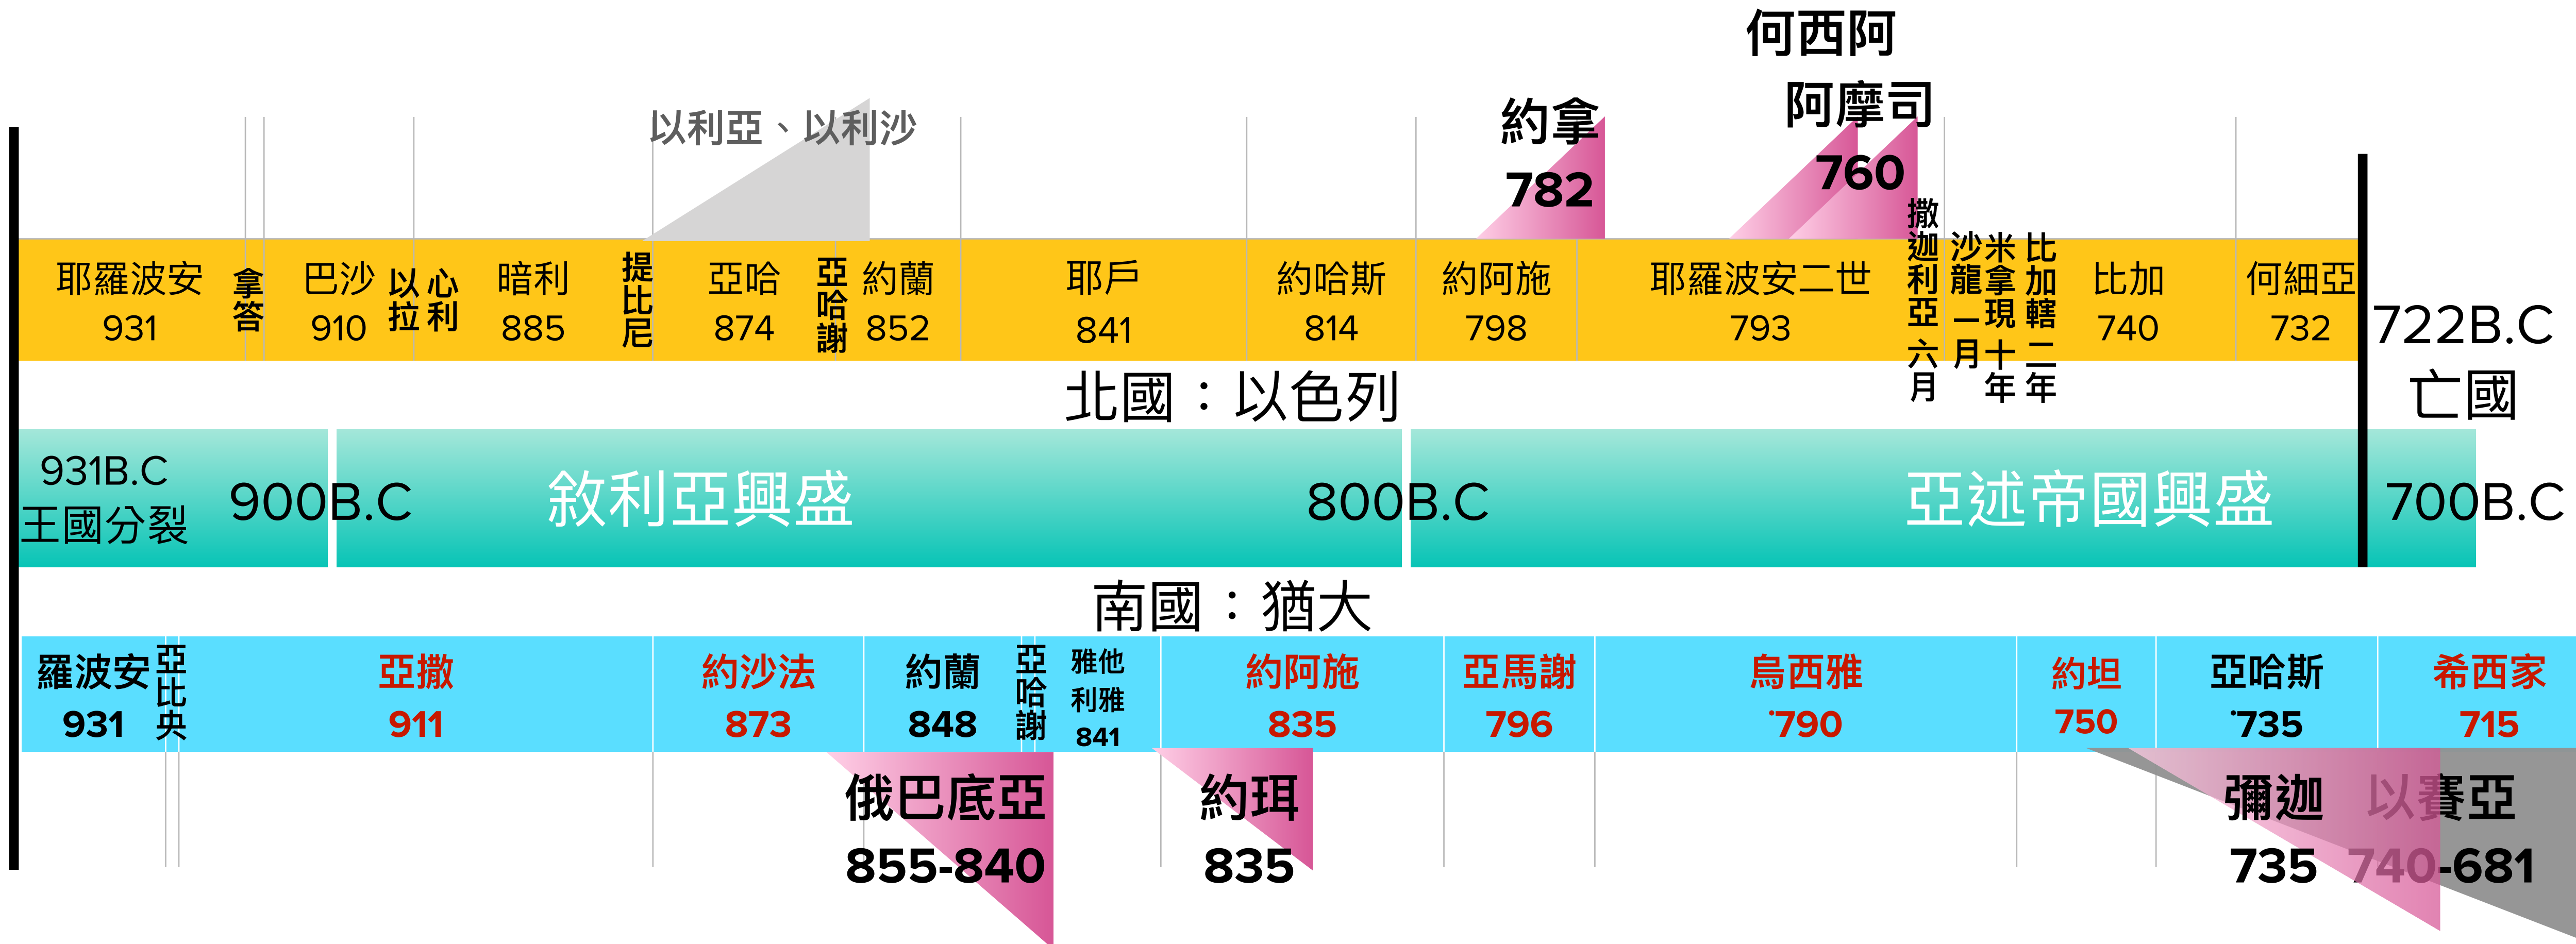 何西阿
阿摩司
760
約拿
782
以利亞、以利沙
耶羅波安
931
拿答
巴沙
910
以拉
心利
暗利
885
提比尼
亞哈
874
亞哈謝
約蘭
852
耶戶
841
約哈斯
814
約阿施
798
耶羅波安二世
793
撒迦利亞 六月
沙龍 一月
米拿現 十年
比加轄 二年
比加
740
何細亞
732
722B.C
亡國
北國：以色列
931B.C
王國分裂
900B.C
敘利亞興盛
800B.C
亞述帝國興盛
700B.C
南國：猶大
羅波安
931
亞比央
亞撒
911
約沙法
873
約蘭
848
亞哈謝
雅他
利雅
841
約阿施
835
亞馬謝
796
烏西雅
'790
約坦
750
亞哈斯
'735
希西家
715
俄巴底亞
855-840
約珥
835
彌迦
735
以賽亞
740-681